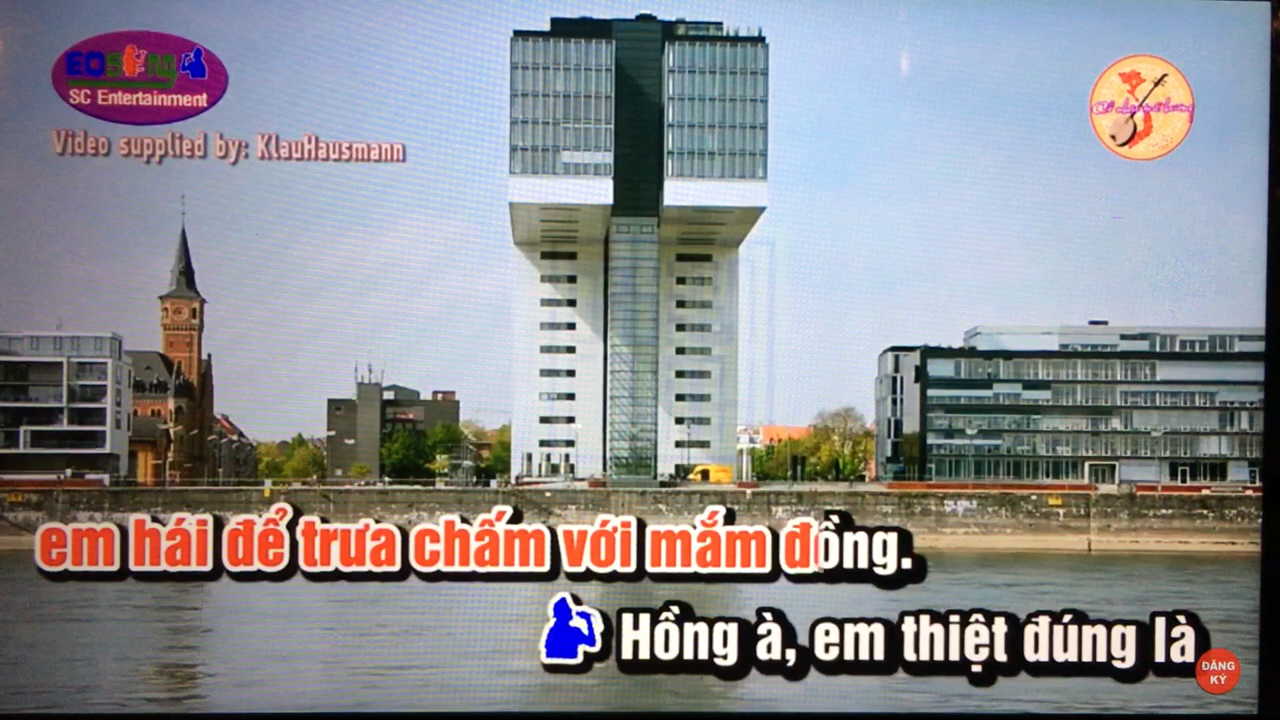 EOSING
SC Entertainment
Video supplied by: KlauHausmann
em hái để trưa chấm với mắm đồng.
Hồng à, em thiệt đúng là
ĐĂNG
KÝ